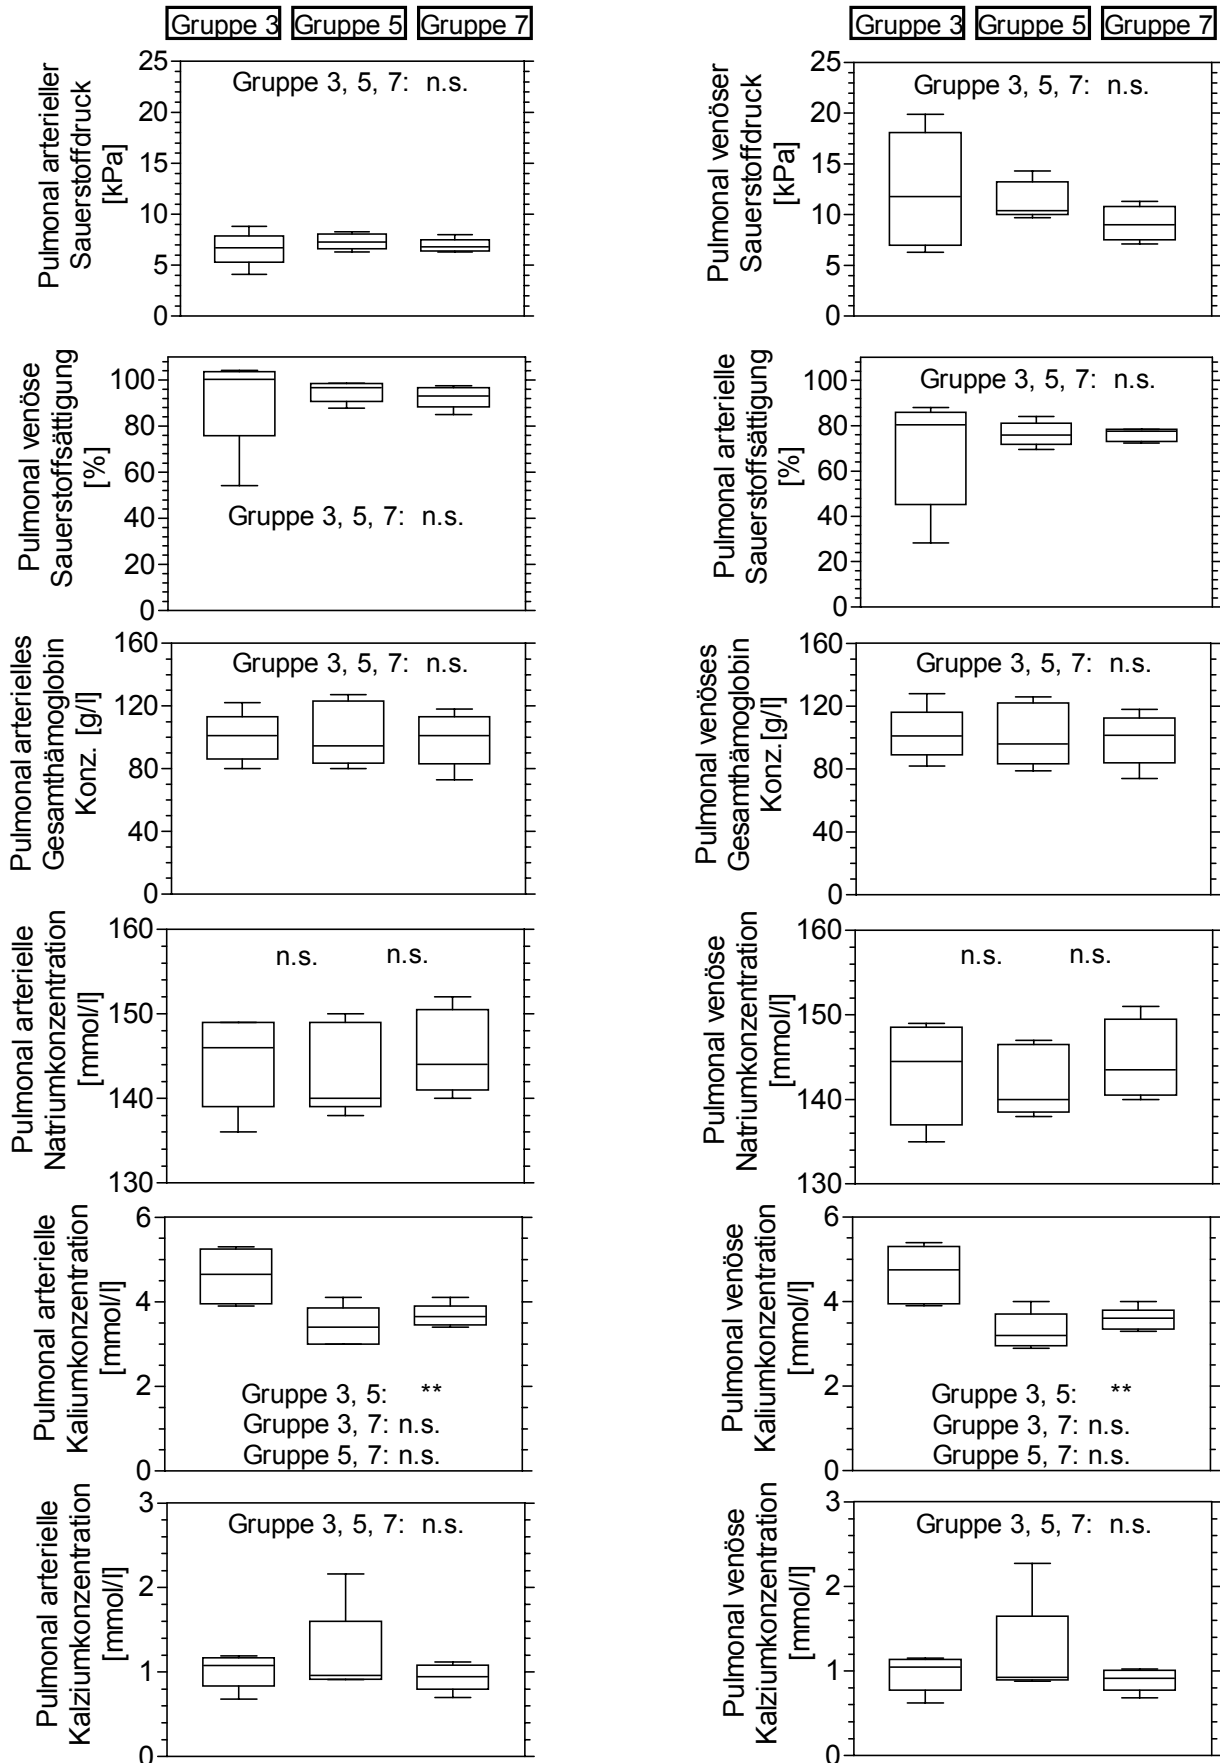 Gruppe 3 Gruppe 5 Gruppe 7
Pulmonal arterieller
Sauerstoffdruck
[kPa]
25
20
15
10
5
0
Gruppe 3, 5, 7: n.s.
Pulmonal venöse
Sauerstoffsättigung
[%]
100
80
60
40
20
0
Gruppe 3, 5, 7: n.s.
Pulmonal arterielles
Gesamthämoglobin
Konz. [g/l]
160
120
80
40
0
Gruppe 3, 5, 7: n.s.
Pulmonal arterielle
Natriumkonzentration
[mmol/l]
160
150
140
130
n.s. n.s.
Pulmonal arterielle
Kaliumkonzentration
[mmol/l]
6
4
2
0
Gruppe 3, 5: **
Gruppe 3, 7: n.s.
Gruppe 5, 7: n.s.
Pulmonal arterielle
Kalziumkonzentration
[mmol/l]
3
2
1
0
Gruppe 3, 5, 7: n.s.
Gruppe 3 Gruppe 5 Gruppe 7
Pulmonal venöser
Sauerstoffdruck
[kPa]
25
20
15
10
5
0
Gruppe 3, 5, 7: n.s.
Pulmonal arterielle
Sauerstoffsättigung
[%]
100
80
60
40
20
0
Gruppe 3, 5, 7: n.s.
Pulmonal venöses
Gesamthämoglobin
Konz.[g/l]
160
120
80
40
0
Gruppe 3, 5, 7: n.s.
Pulmonal venöse
Natriumkonzentration
[mmol/l]
160
150
140
130
n.s. n.s.
Pulmonal venöse
Kaliumkonzentration
[mmol/l]
6
4
2
0
Gruppe 3, 5: **
Gruppe 3, 7: n.s.
Gruppe 5, 7: n.s.
Pulmonal venöse
Kalziumkonzentration
[mmol/l]
3
2
1
0
Gruppe 3, 5, 7: n.s.